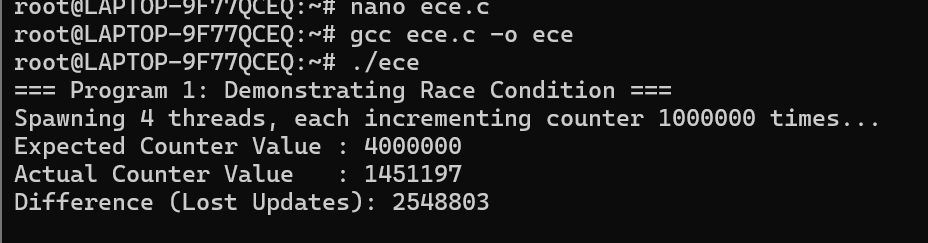 root@LAPTOP-9F77QCEQ:~# nano ece.c
root@LAPTOP-9F77QCEQ:~# gcc ece.c -o ece
root@LAPTOP-9F77QCEQ:~# ./ece
=== Program 1: Demonstrating Race Condition ===
Spawning 4 threads, each incrementing counter 1000000 times...
Expected Counter Value : 4000000
Actual Counter Value   : 1451197
Difference (Lost Updates): 2548803